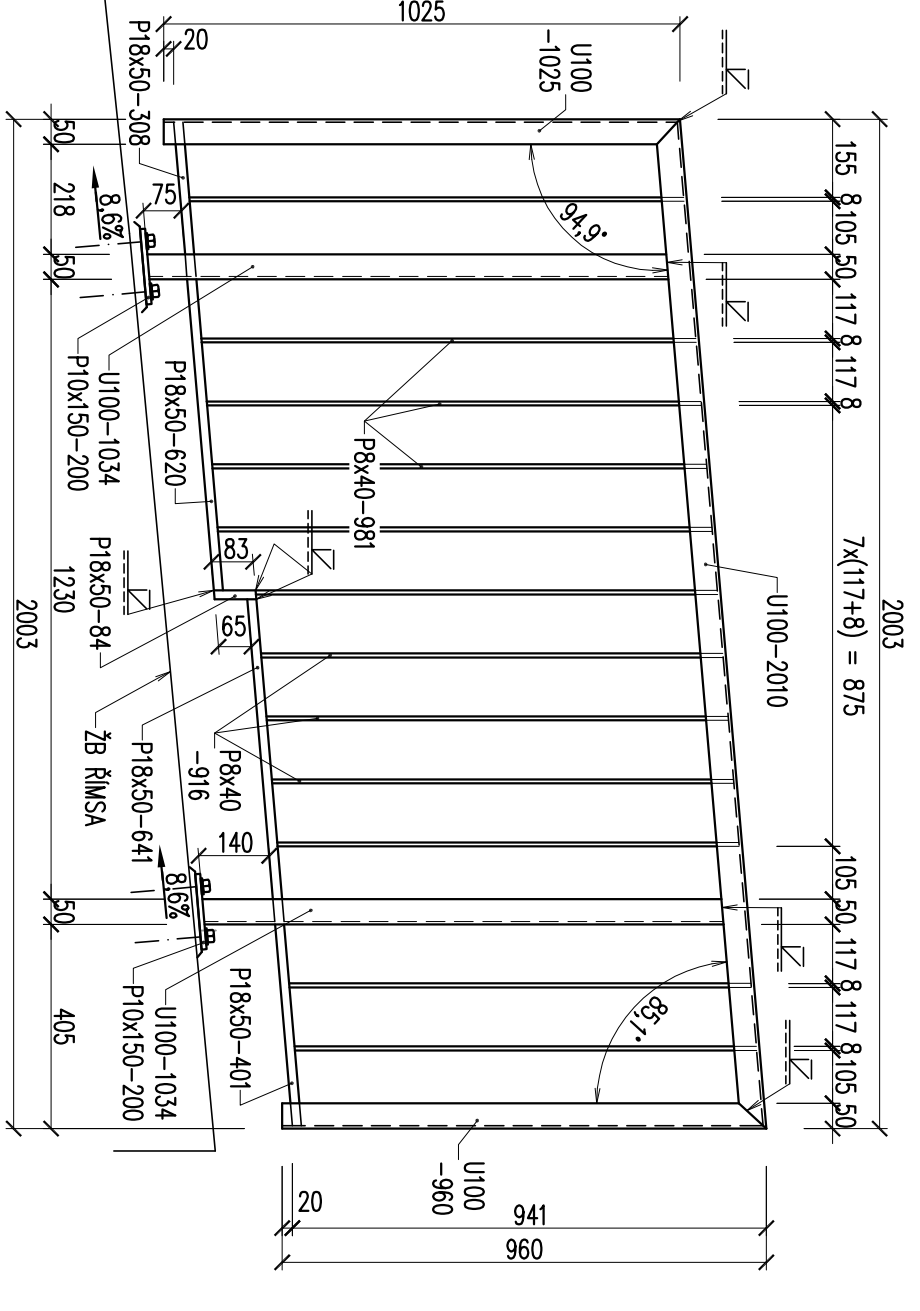 2003
155
8
105
50
117
8
117
8
7x(117+8) = 875
105
50
117
8
117
8
105
50
1025
20
U100
-1025
94,9°
U100-2010
P8x40-981
85,1°
P18x50-308
75
8,6%
U100-1034
P10x150-200
P18x50-620
83
65
P18x50-84
ŽB ŘÍMSA
P18x50-641
P8x40
-916
140
8,6%
U100-1034
P10x150-200
P18x50-401
U100
-960
20
941
960
50
218
50
1230
50
405
2003